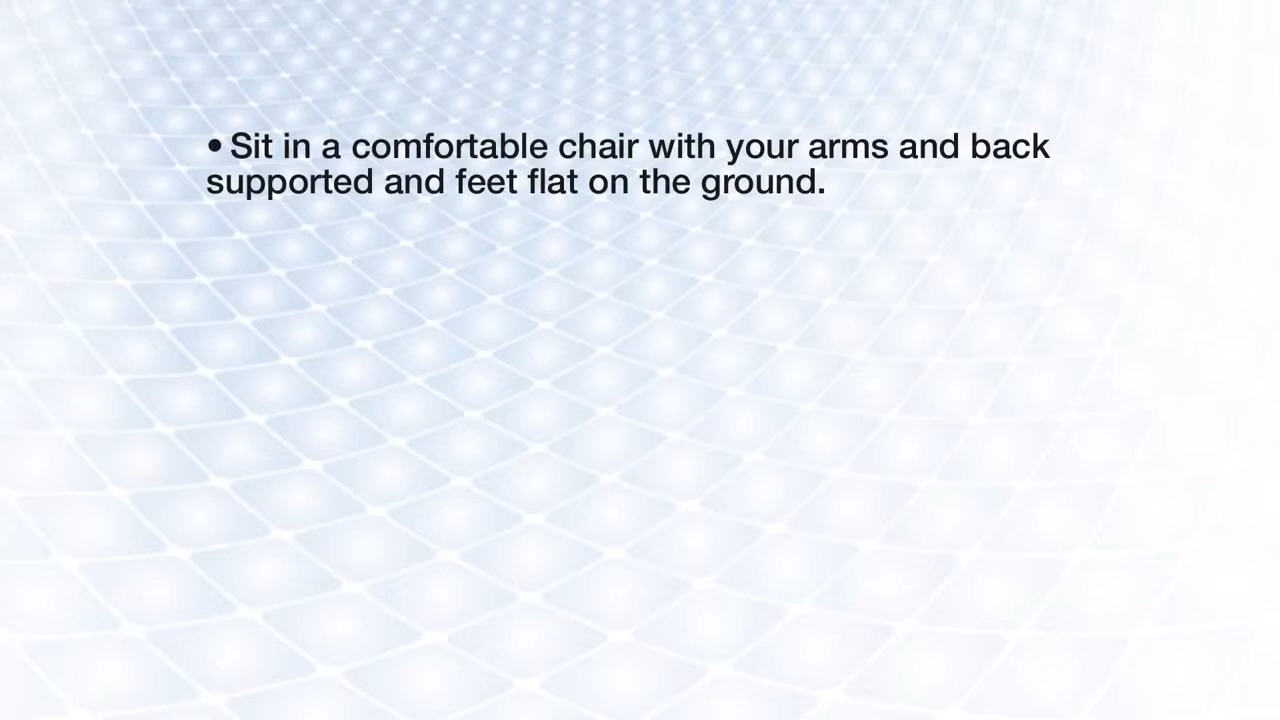 • Sit in a comfortable chair with your arms and back
supported and feet flat on the ground.